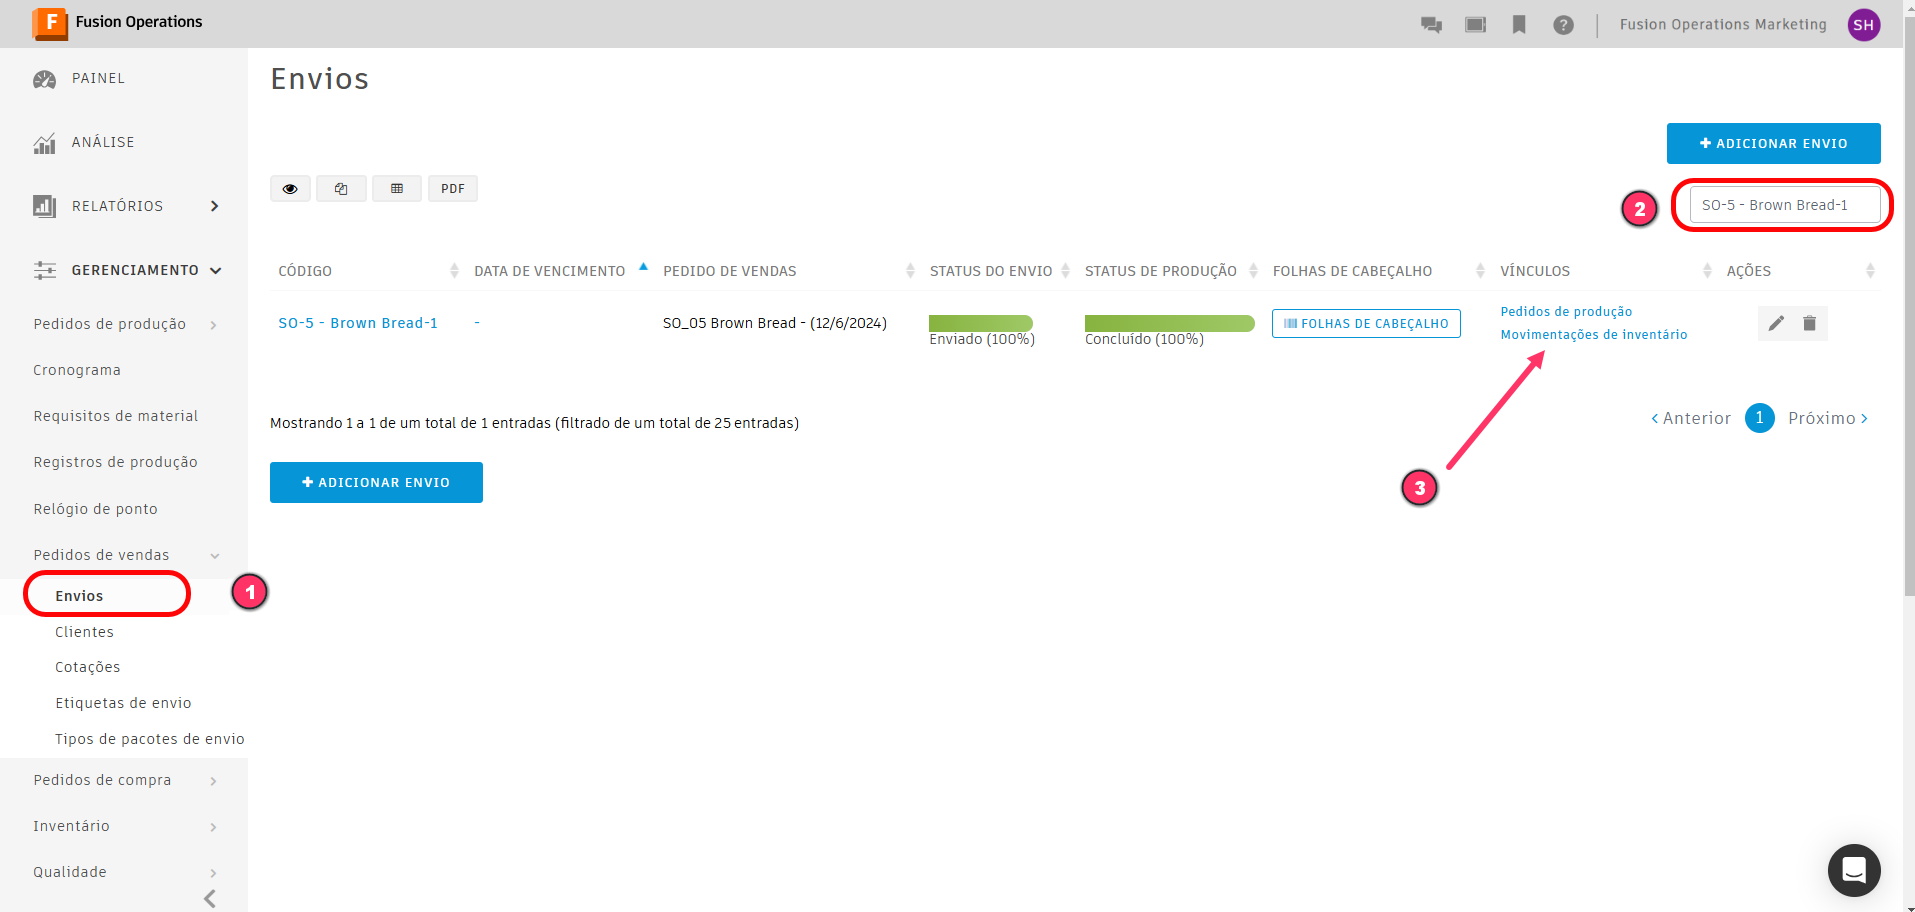 F Fusion Operations
Fusion Operations Marketing SH
PAINEL
ANÁLISE
RELATÓRIOS
GERENCIAMENTO
Pedidos de produção
Cronograma
Requisitos de material
Registros de produção
Relógio de ponto
Pedidos de vendas
Envios
1
Clientes
Cotações
Etiquetas de envio
Tipos de pacotes de envio
Pedidos de compra
Inventário
Qualidade
Envios
+ ADICIONAR ENVIO
PDF
2
SO-5 - Brown Bread-1
CÓDIGO DATA DE VENCIMENTO PEDIDO DE VENDAS STATUS DO ENVIO STATUS DE PRODUÇÃO FOLHAS DE CABEÇALHO VÍNCULOS AÇÕES
SO-5 - Brown Bread-1 - SO_05 Brown Bread - (12/6/2024) FOLHAS DE CABEÇALHO Pedidos de produção
Enviado (100%) Concluído (100%) Movimentações de inventário
Mostrando 1 a 1 de um total de 1 entradas (filtrado de um total de 25 entradas)
< Anterior 1 Próximo >
+ ADICIONAR ENVIO
3